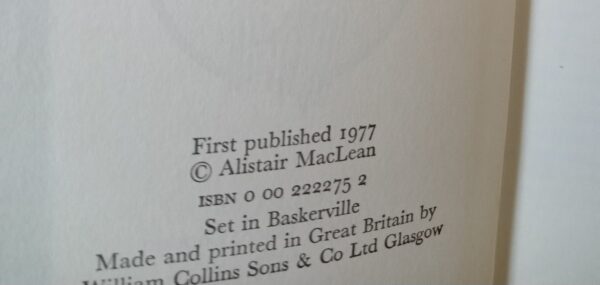 First published 1977
© Alistair MacLean
ISBN 0 00 222275 2
Set in Baskerville
Made and printed in Great Britain by
William Collins Sons & Co Ltd Glasgow